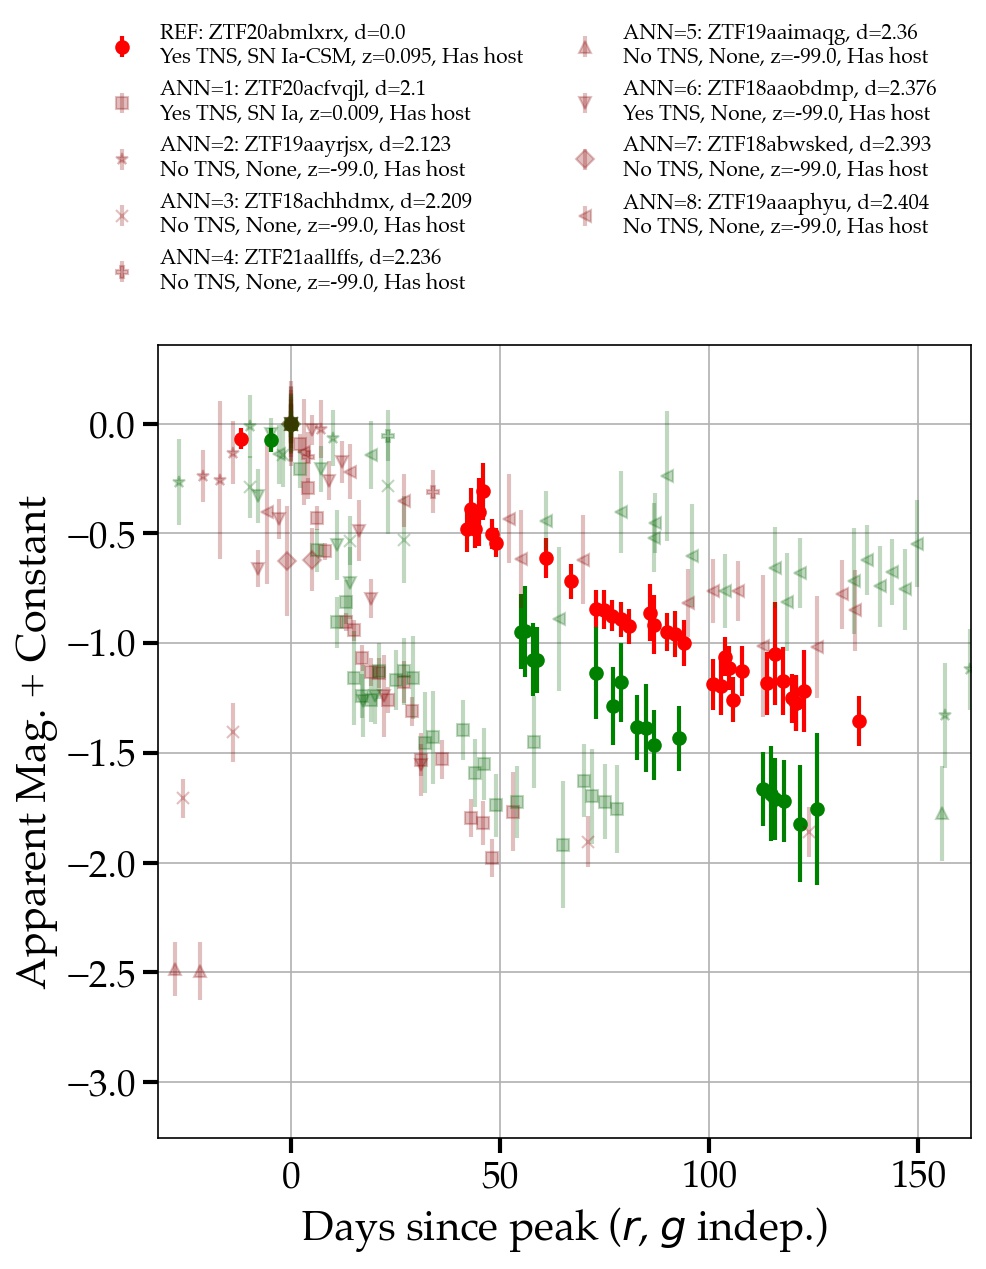 REF: ZTF20abmlxrx, d=0.0
Yes TNS, SN Ia-CSM, z=0.095, Has host
ANN=1: ZTF20acfvqjl, d=2.1
Yes TNS, SN Ia, z=0.009, Has host
ANN=2: ZTF19aayrjsx, d=2.123
No TNS, None, z=-99.0, Has host
ANN=3: ZTF18achhdmx, d=2.209
No TNS, None, z=-99.0, Has host
ANN=4: ZTF21aallffs, d=2.236
No TNS, None, z=-99.0, Has host
ANN=5: ZTF19aaimaqg, d=2.36
No TNS, None, z=-99.0, Has host
ANN=6: ZTF18aaobdmp, d=2.376
Yes TNS, None, z=-99.0, Has host
ANN=7: ZTF18abwsked, d=2.393
No TNS, None, z=-99.0, Has host
ANN=8: ZTF19aaaphyu, d=2.404
No TNS, None, z=-99.0, Has host
Apparent Mag. + Constant
0.0
−0.5
−1.0
−1.5
−2.0
−2.5
−3.0
0
50
100
150
Days since peak (r, g indep.)